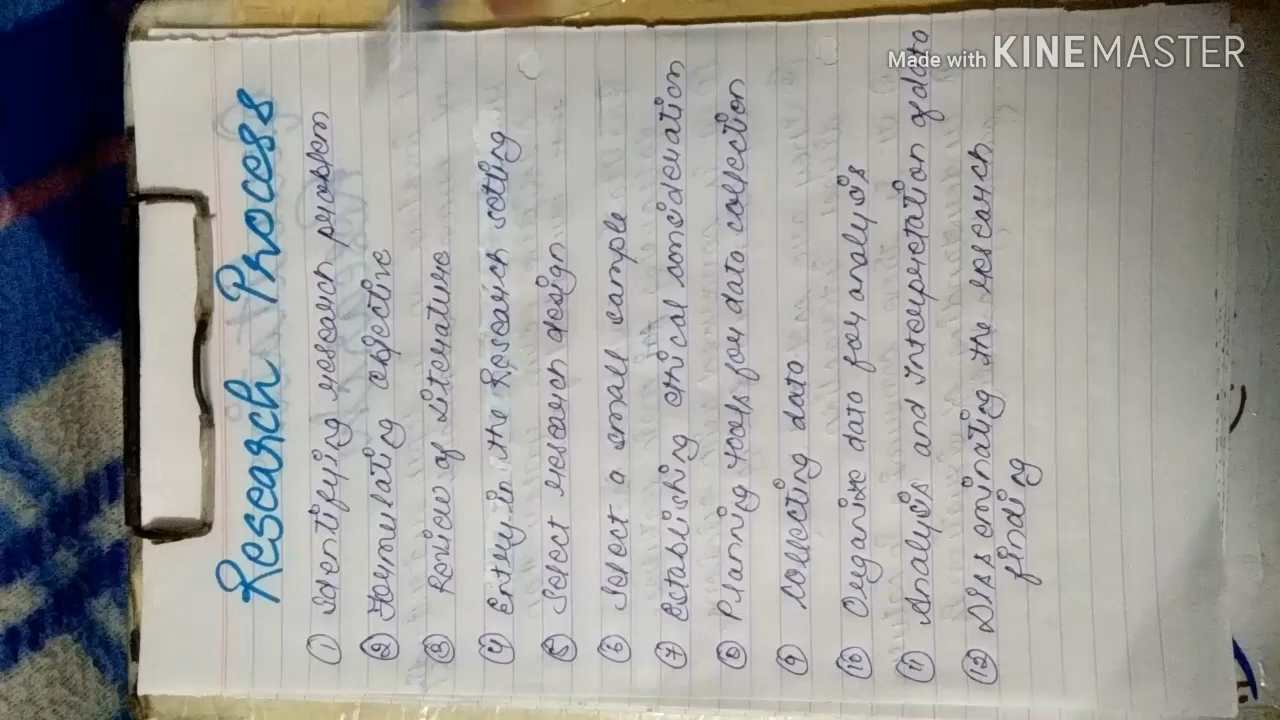 Research Process
① Identifying research problem
② Formulating objective
③ Review of Literature
④ Entry in the Research setting
⑤ Select research design
⑥ Select a small sample
⑦ Establishing ethical consideration
⑧ Planning tools for data collection
⑨ Collecting data
⑩ Organize data for analysis
⑪ Analysis and Interpretation of data
⑫ Disseminating the research
finding
Made with KINEMASTER